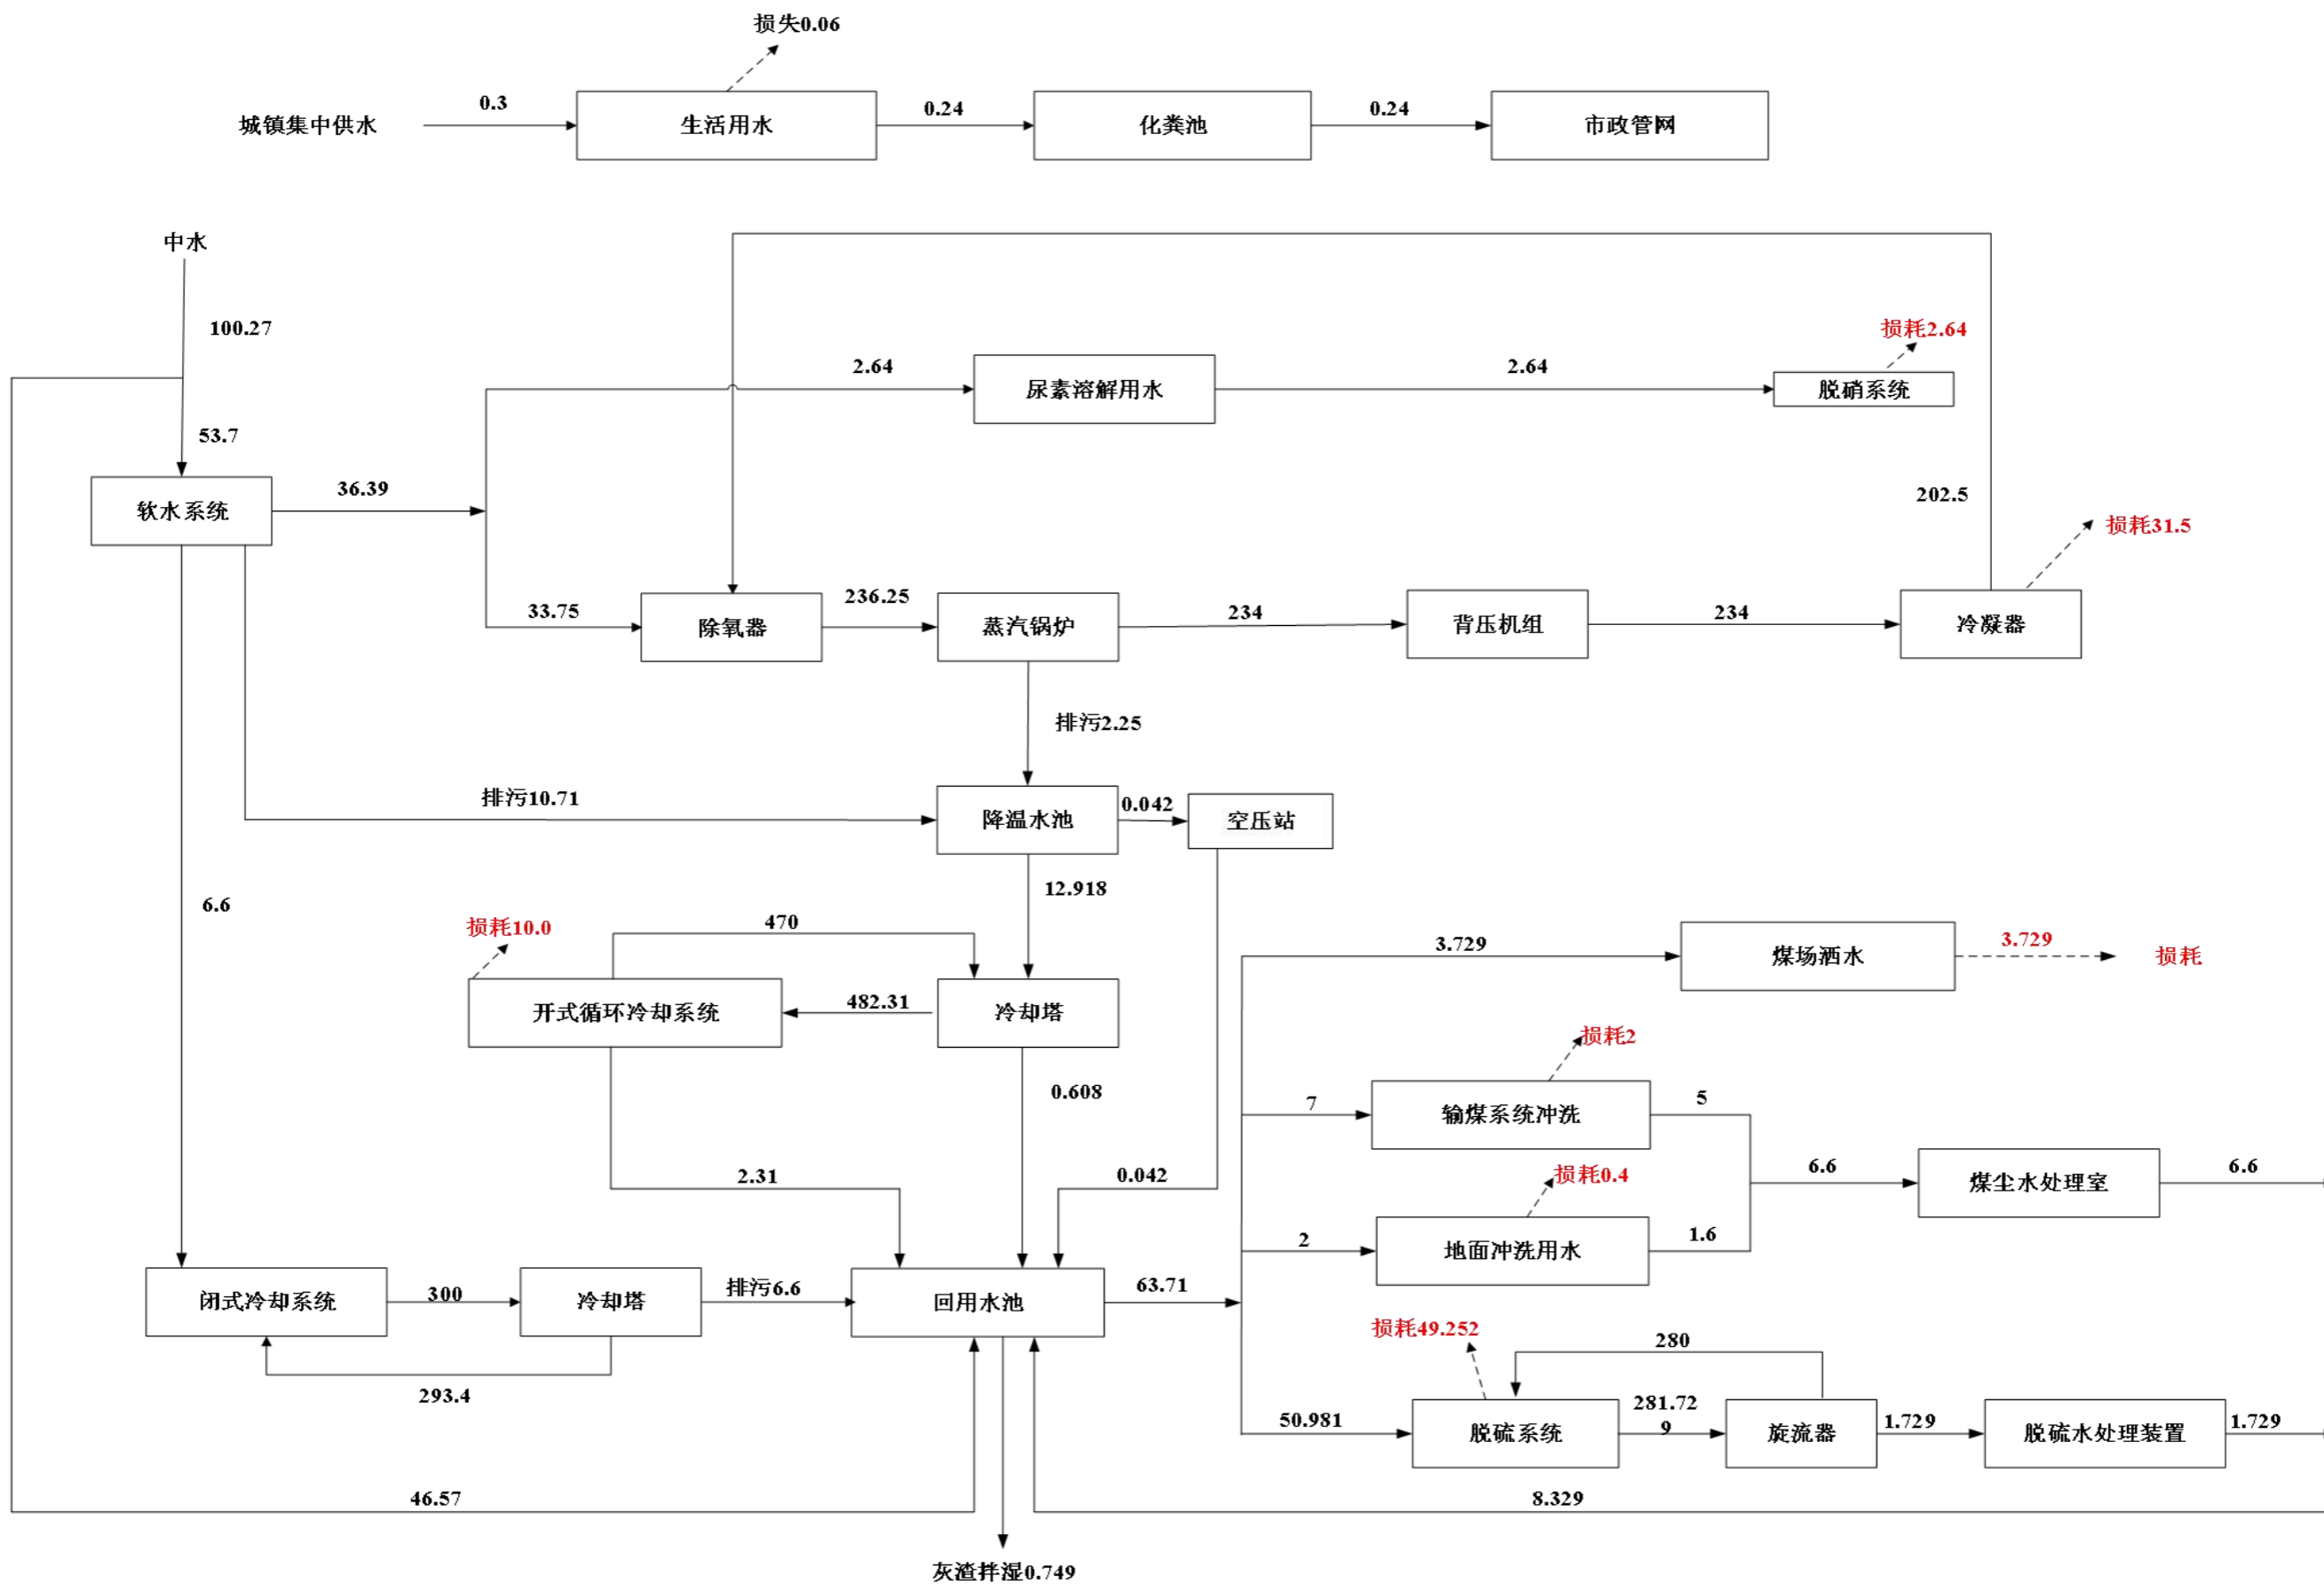 损失0.06
城镇集中供水
0.3
生活用水
0.24
化粪池
0.24
市政管网
中水
100.27
53.7
软水系统
36.39
2.64
尿素溶解用水
2.64
损耗2.64
脱硝系统
202.5
损耗31.5
33.75
除氧器
236.25
蒸汽锅炉
234
背压机组
234
冷凝器
排污2.25
排污10.71
降温水池
0.042
空压站
12.918
6.6
损耗10.0
470
开式循环冷却系统
482.31
冷却塔
0.608
2.31
0.042
3.729
煤场洒水
3.729
损耗
损耗2
7
输煤系统冲洗
5
损耗0.4
2
地面冲洗用水
1.6
6.6
煤尘水处理室
6.6
闭式冷却系统
300
冷却塔
排污6.6
回用水池
63.71
293.4
损耗49.252
280
50.981
脱硫系统
281.72
9
旋流器
1.729
脱硫水处理装置
1.729
46.57
8.329
灰渣拌湿0.749